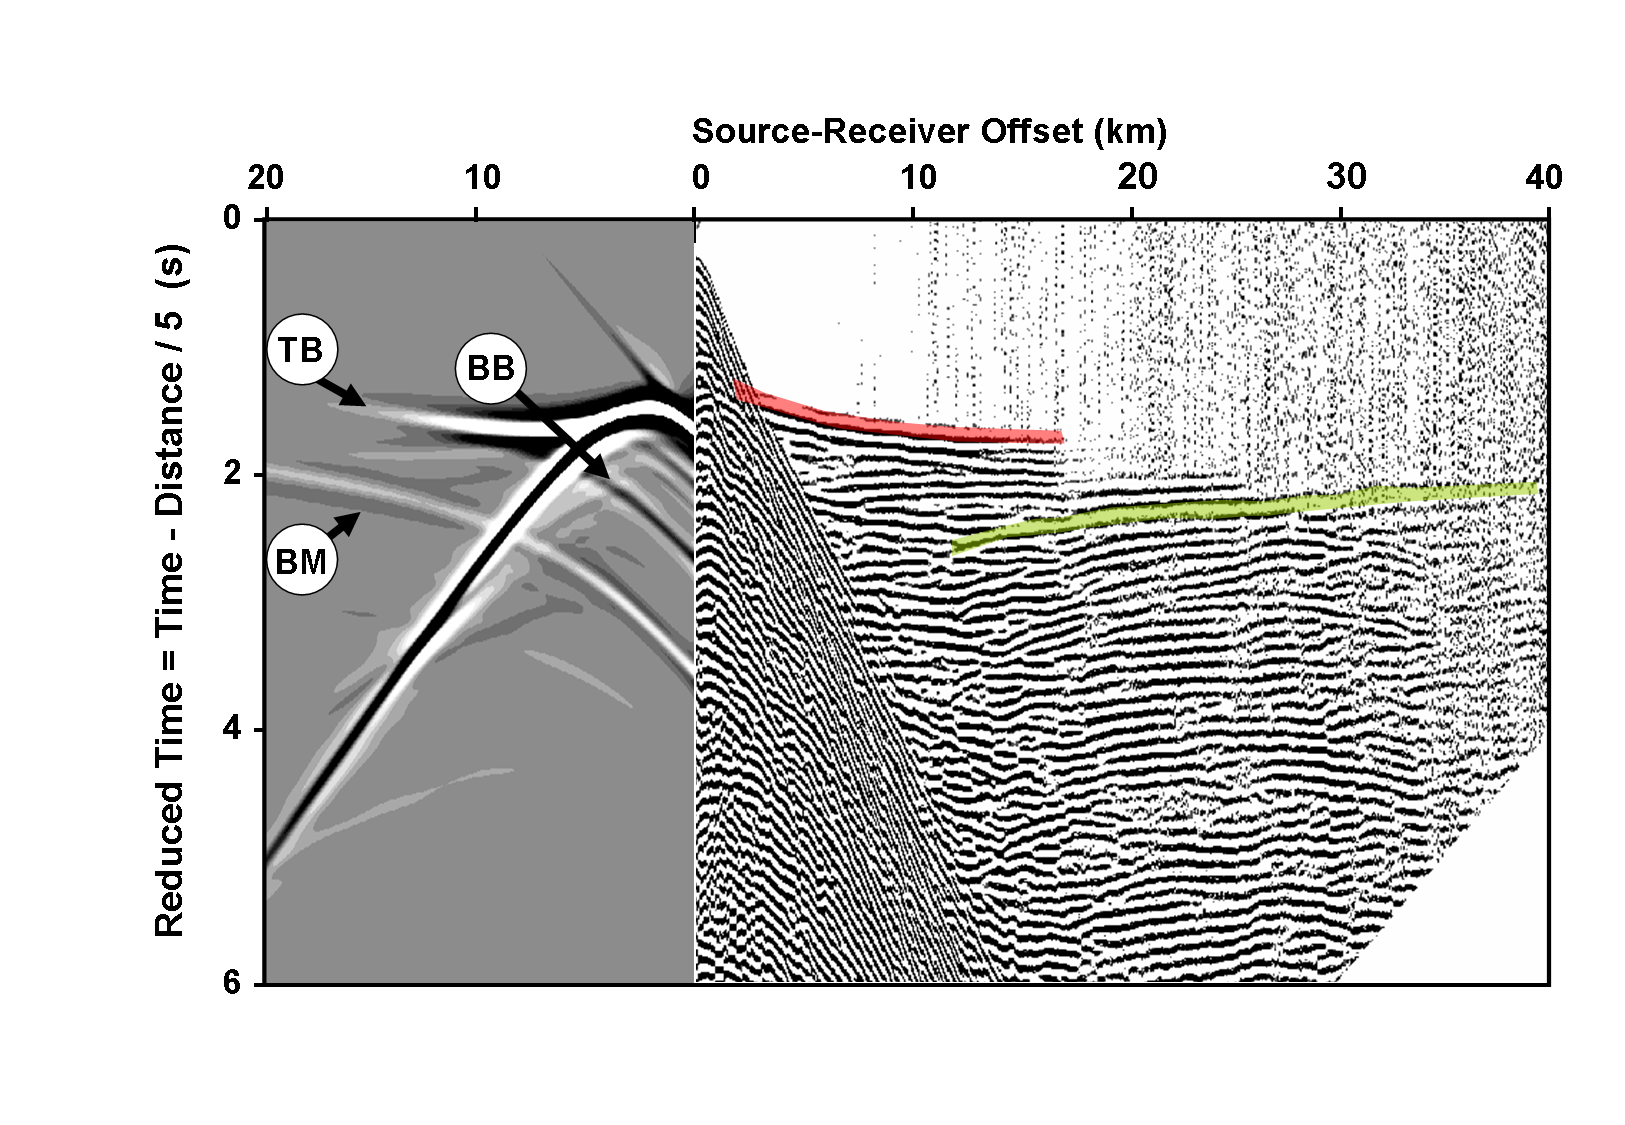 Source-Receiver Offset (km)
20 10 0 10 20 30 40
0
TB
BB
2
BM
4
6
Reduced Time = Time - Distance / 5 (s)